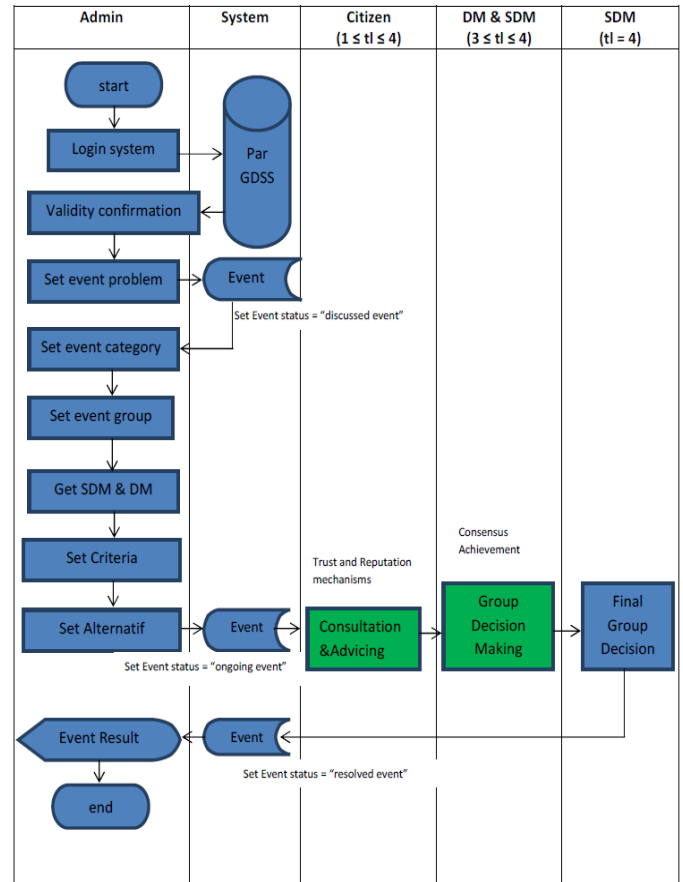 Admin
System
Citizen
(1 ≤ tl ≤ 4)
DM & SDM
(3 ≤ tl ≤ 4)
SDM
(tl = 4)
start
Login system
Par
GDSS
Validity confirmation
Set event problem
Event
Set Event status = “discussed event”
Set event category
Set event group
Get SDM & DM
Set Criteria
Set Alternatif
Event
Set Event status = “ongoing event”
Trust and Reputation
mechanisms
Consultation
&Advicing
Consensus
Achievement
Group
Decision
Making
Final
Group
Decision
Event Result
Event
Set Event status = “resolved event”
end